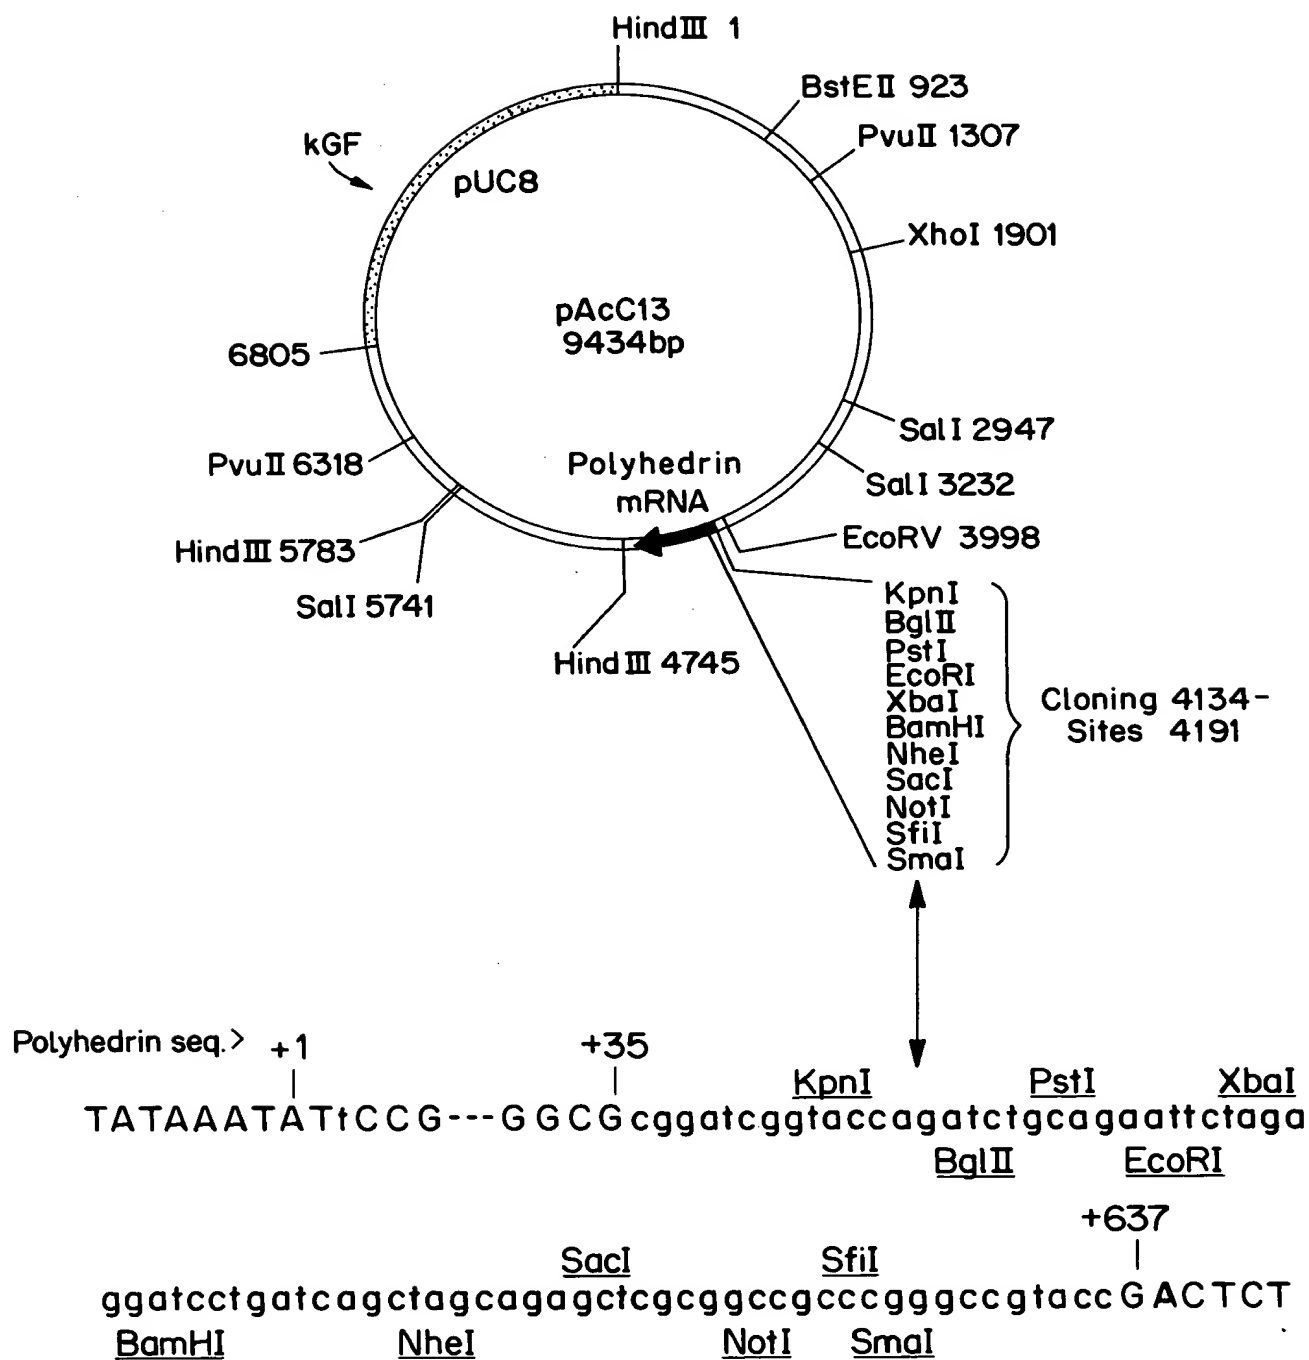 HindIII 1
BstEII 923
PvuII 1307
kGF
pUC8
XhoI 1901
pAcC13
9434bp
6805
SalI 2947
PvuII 6318
Polyhedrin
mRNA
SalI 3232
EcoRV 3998
HindIII 5783
SalI 5741
HindIII 4745
KpnI
BglII
PstI
EcoRI
XbaI
BamHI
NheI
SacI
NotI
SfiI
SmaI
Cloning 4134-
Sites 4191
Polyhedrin seq.> +1 +35
KpnI PstI XbaI
TATAAATATtCCG---GGCGcggatcggtaccagatctgcagaattctaga
BglII EcoRI
+637
SacI SfiI
ggatcctgatcagctagcagagctcgcggccgcccgggccgtaccGACTCT
BamHI NheI NotI SmaI